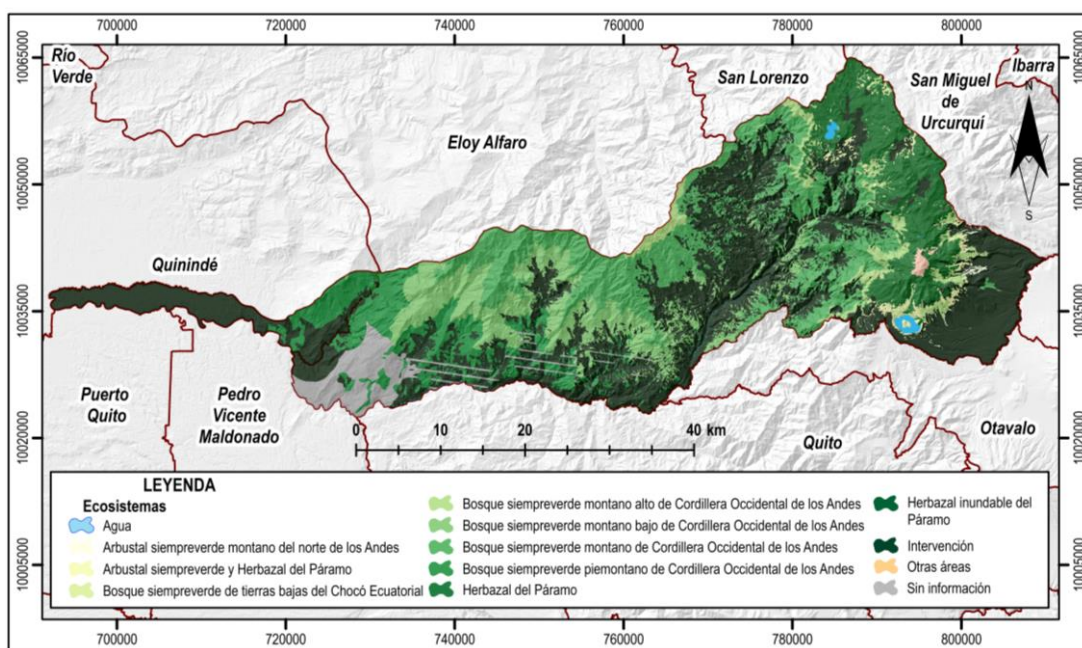 700000 720000 740000 760000 780000 800000
10065000 10065000
10050000 10050000
10035000 10035000
10020000 10020000
10005000 10005000
Río
Verde
San Lorenzo
Ibarra
San Miguel
de
Urcurquí
N
S
Eloy Alfaro
Quinindé
Puerto
Quito
Pedro
Vicente
Maldonado
Quito
Otavalo
0 10 20 40 km
LEYENDA
Ecosistemas
Agua
Arbustal siempreverde montano del norte de los Andes
Arbustal siempreverde y Herbazal del Páramo
Bosque siempreverde de tierras bajas del Chocó Ecuatorial
Bosque siempreverde montano alto de Cordillera Occidental de los Andes
Bosque siempreverde montano bajo de Cordillera Occidental de los Andes
Bosque siempreverde montano de Cordillera Occidental de los Andes
Bosque siempreverde piemontano de Cordillera Occidental de los Andes
Herbazal del Páramo
Herbazal inundable del
Páramo
Intervención
Otras áreas
Sin información
700000 720000 740000 760000 780000 800000